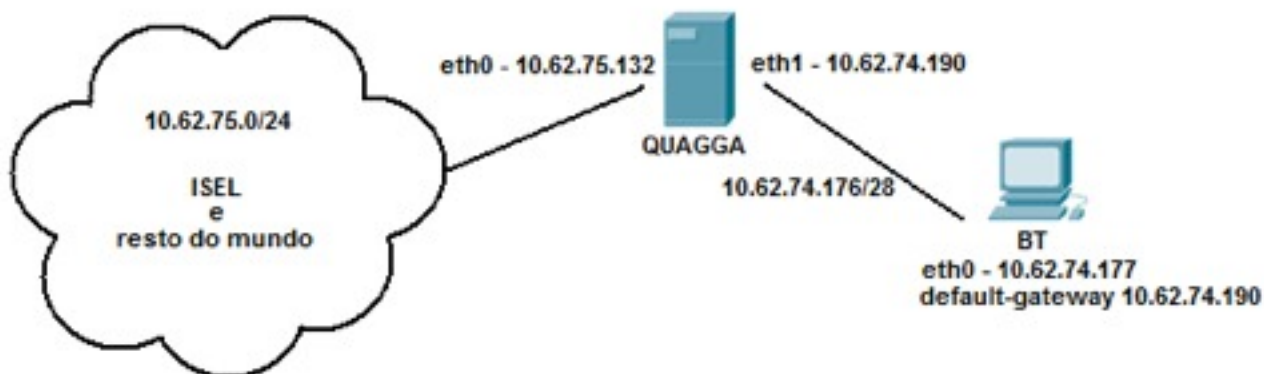 10.62.75.0/24
ISEL
e
resto do mundo
eth0 - 10.62.75.132
QUAGGA
eth1 - 10.62.74.190
10.62.74.176/28
BT
eth0 - 10.62.74.177
default-gateway 10.62.74.190